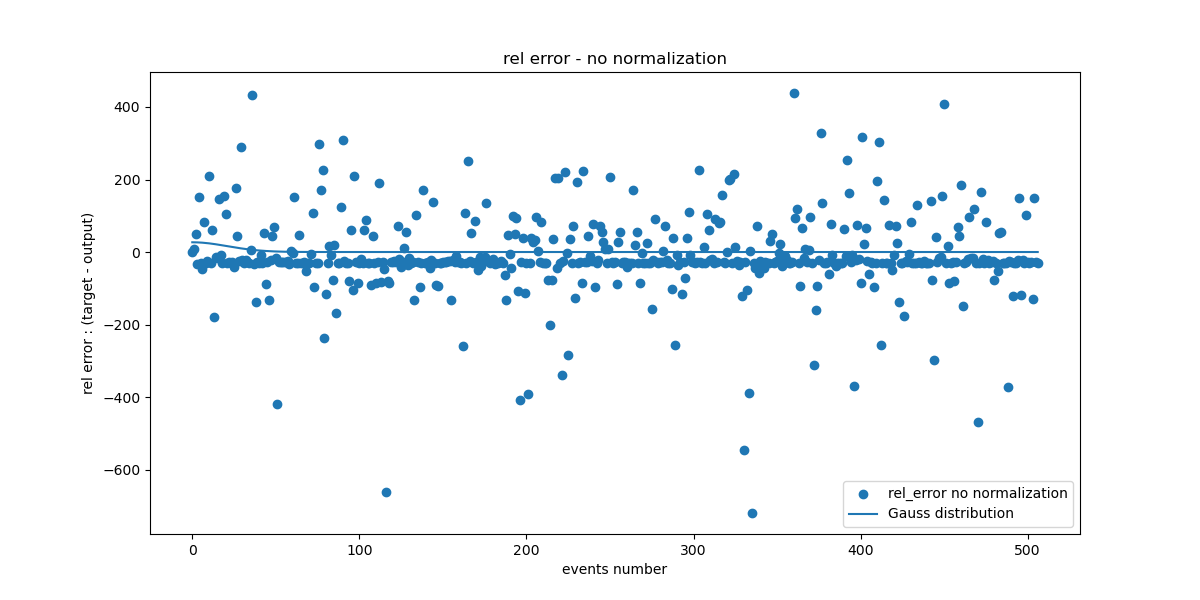 rel error - no normalization
rel error : (target - output)
400
200
0
−200
−400
−600
0
100
200
300
400
500
events number
rel_error no normalization
Gauss distribution